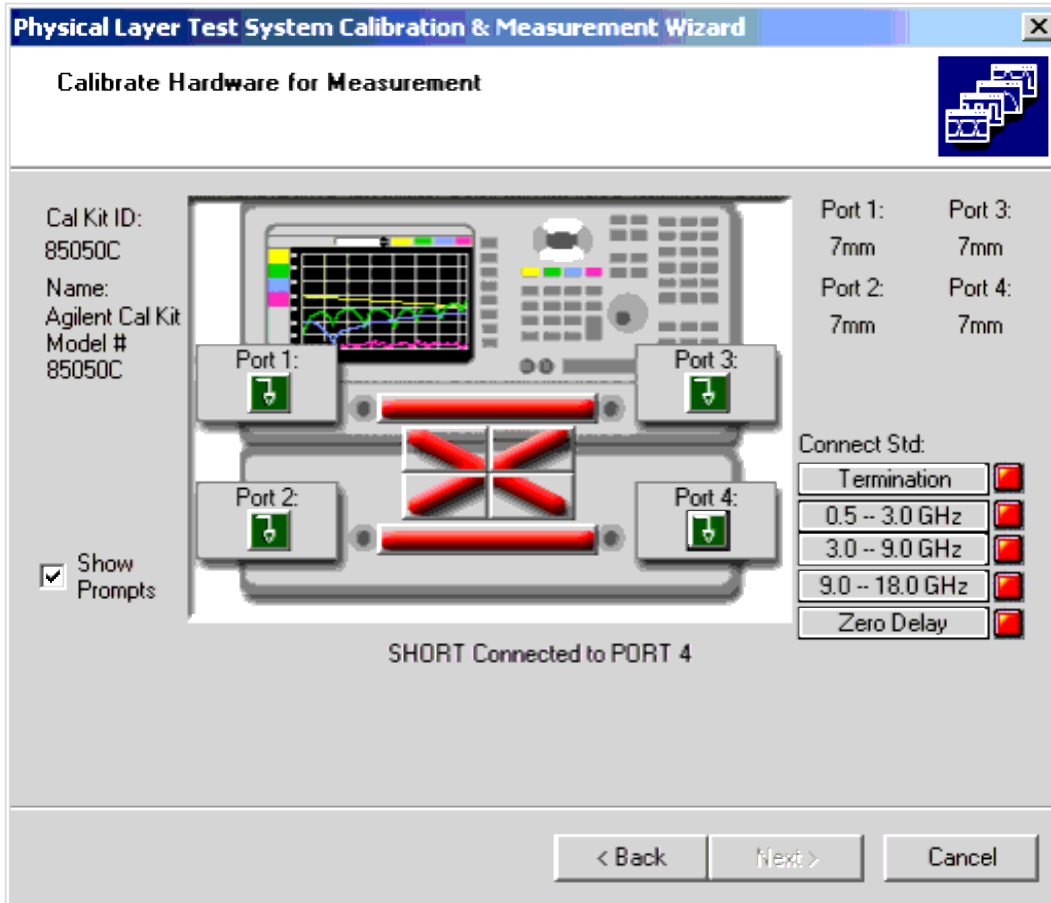 Physical Layer Test System Calibration & Measurement Wizard
Calibrate Hardware for Measurement
Cal Kit ID:
85050C
Name:
Agilent Cal Kit
Model #
85050C
Port 1:
Port 3:
Port 2:
Port 4:
Port 1:
Port 3:
7mm
7mm
Port 2:
Port 4:
7mm
7mm
Connect Std:
Termination
0.5 -- 3.0 GHz
3.0 -- 9.0 GHz
9.0 -- 18.0 GHz
Zero Delay
Show
Prompts
SHORT Connected to PORT 4
< Back
Next >
Cancel